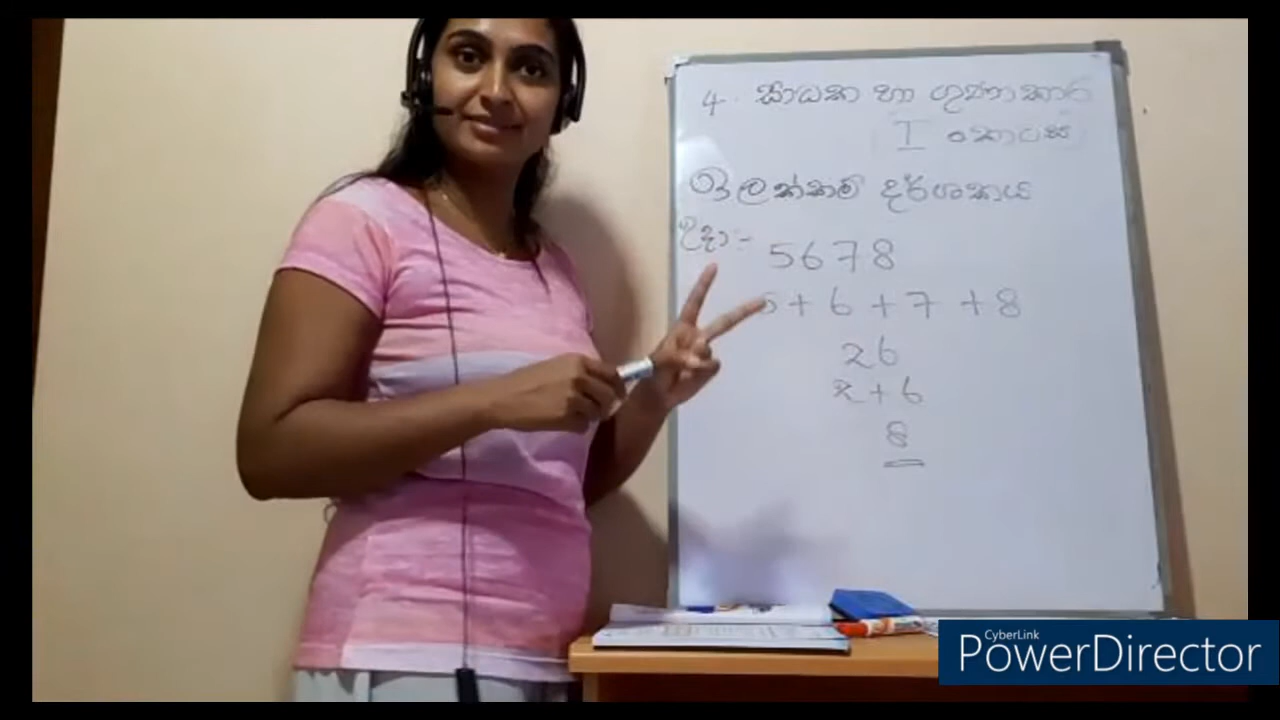 4. සාධක හා ගුණාකාර
I කොටස
ඉලක්කම් දර්ශකය
උදා :-
5678
5 + 6 + 7 + 8
26
2 + 6
8
CyberLink
PowerDirector